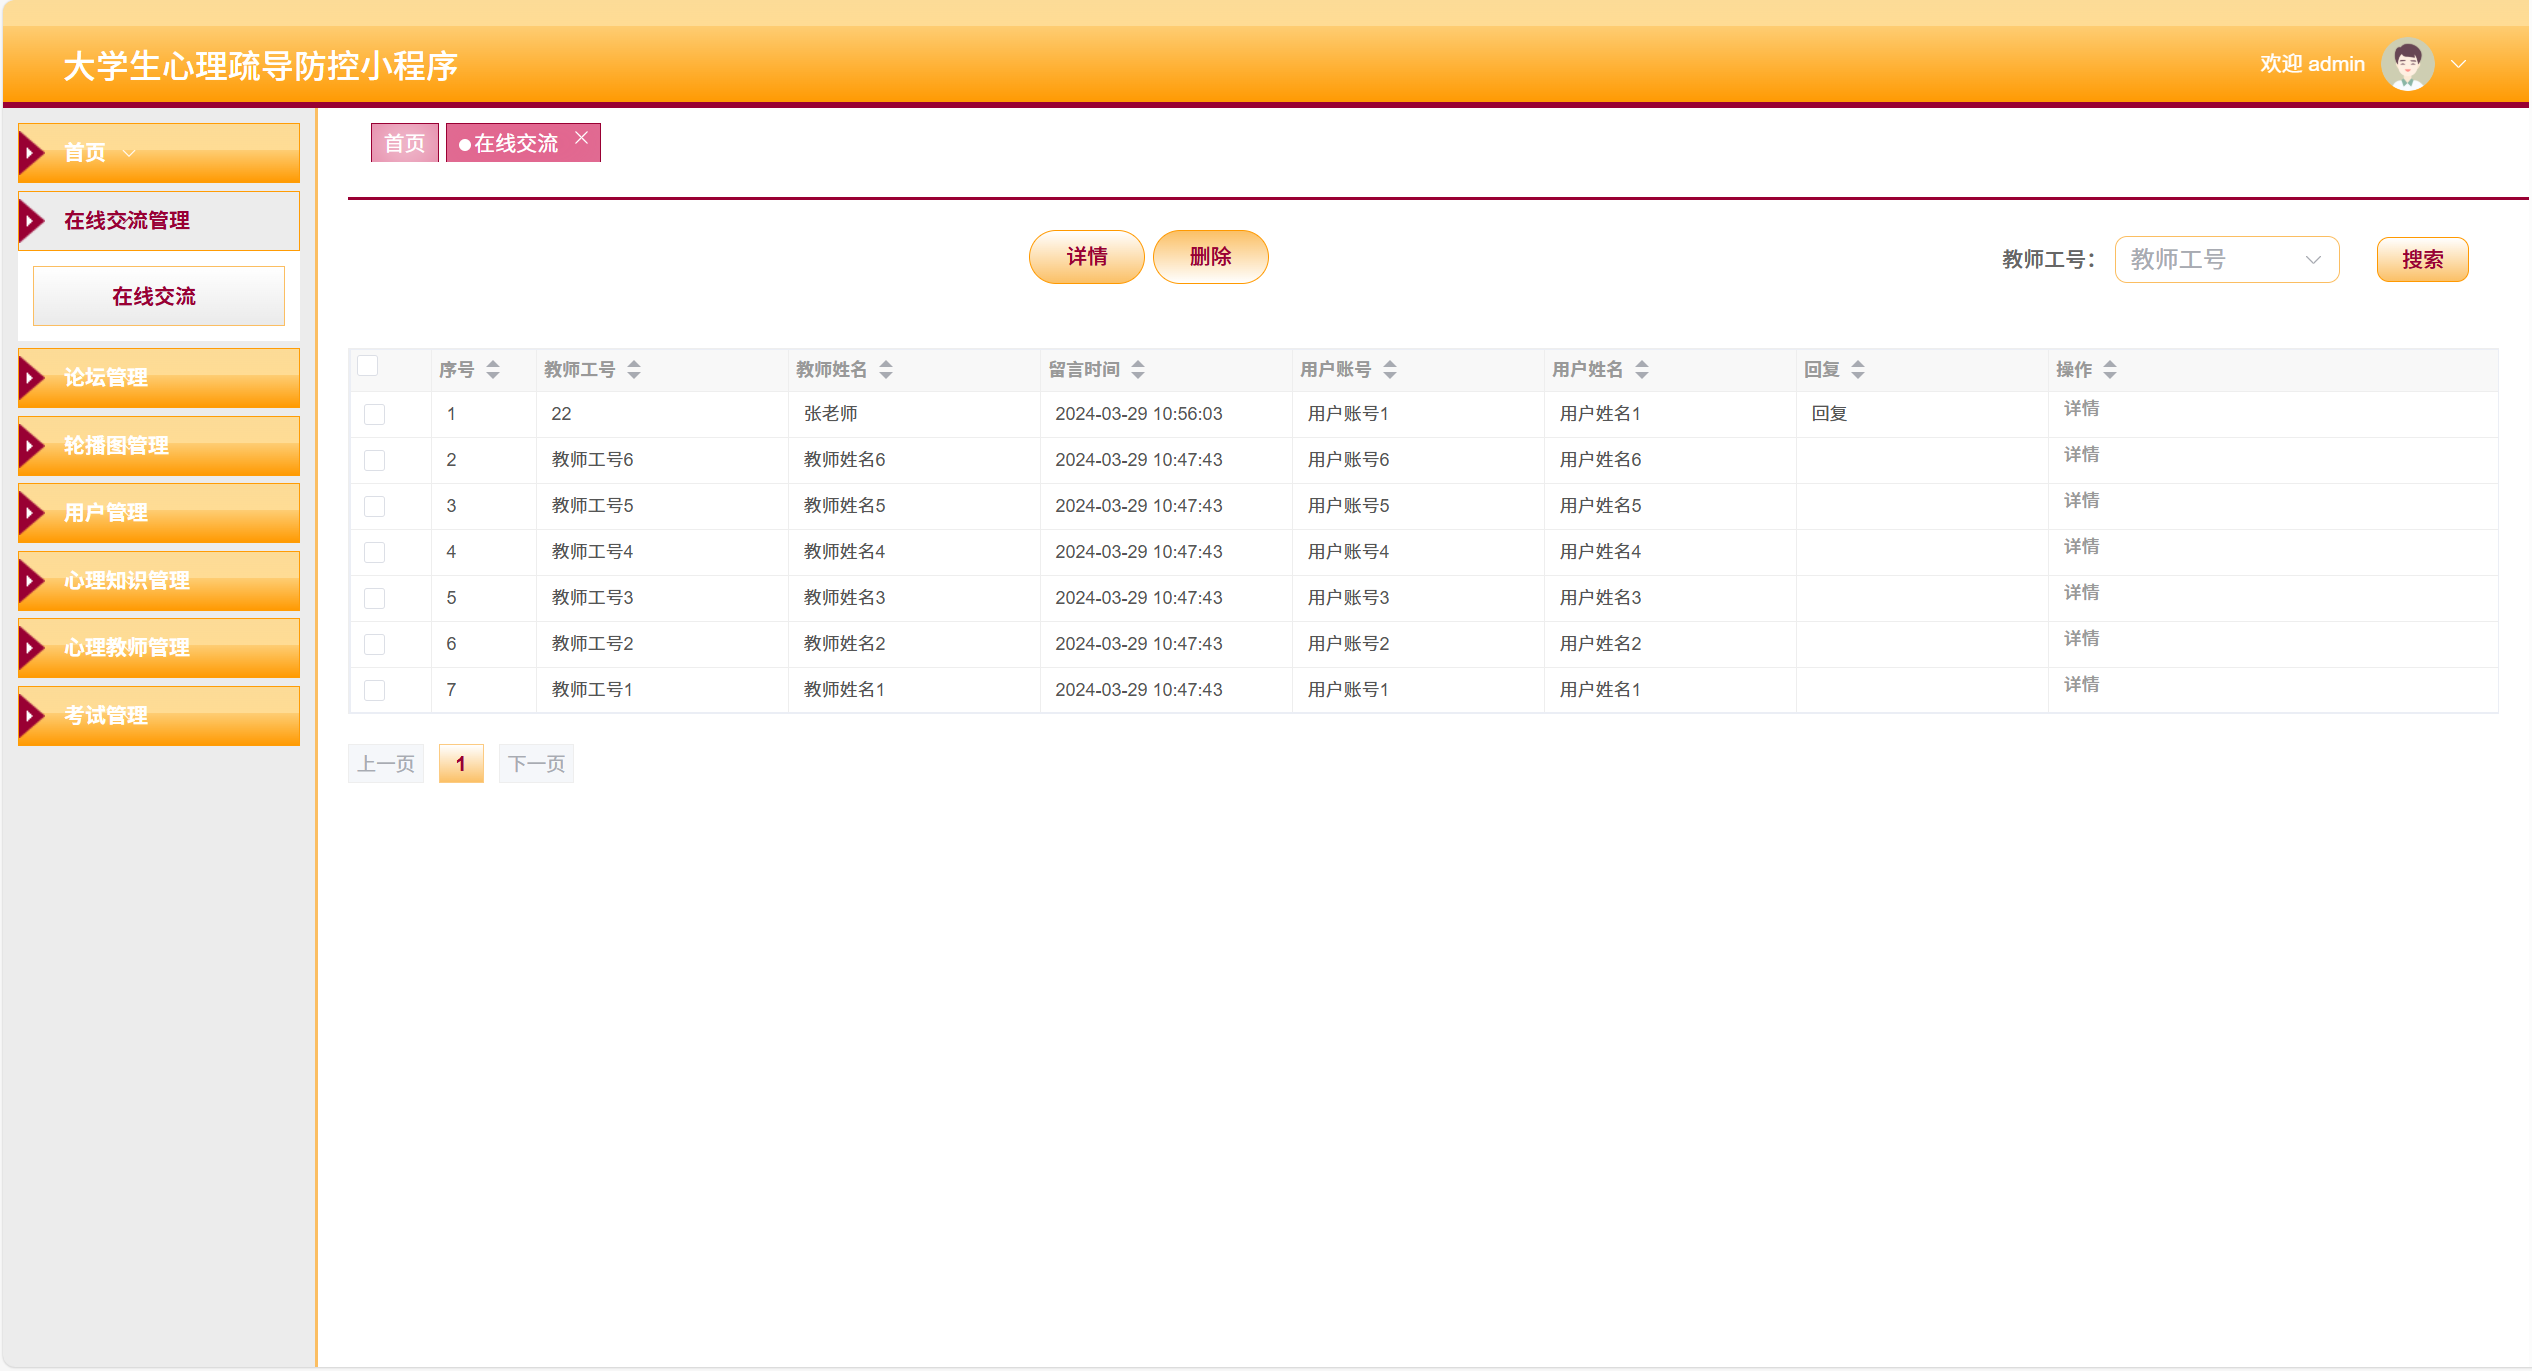 大学生心理疏导防控小程序
欢迎 admin
首页
在线交流管理
在线交流
论坛管理
轮播图管理
用户管理
心理知识管理
心理教师管理
考试管理
首页 在线交流
详情 删除 教师工号： 教师工号 搜索
序号 教师工号 教师姓名 留言时间 用户账号 用户姓名 回复 操作
1 22 张老师 2024-03-29 10:56:03 用户账号1 用户姓名1 回复 详情
2 教师工号6 教师姓名6 2024-03-29 10:47:43 用户账号6 用户姓名6 详情
3 教师工号5 教师姓名5 2024-03-29 10:47:43 用户账号5 用户姓名5 详情
4 教师工号4 教师姓名4 2024-03-29 10:47:43 用户账号4 用户姓名4 详情
5 教师工号3 教师姓名3 2024-03-29 10:47:43 用户账号3 用户姓名3 详情
6 教师工号2 教师姓名2 2024-03-29 10:47:43 用户账号2 用户姓名2 详情
7 教师工号1 教师姓名1 2024-03-29 10:47:43 用户账号1 用户姓名1 详情
上一页 1 下一页